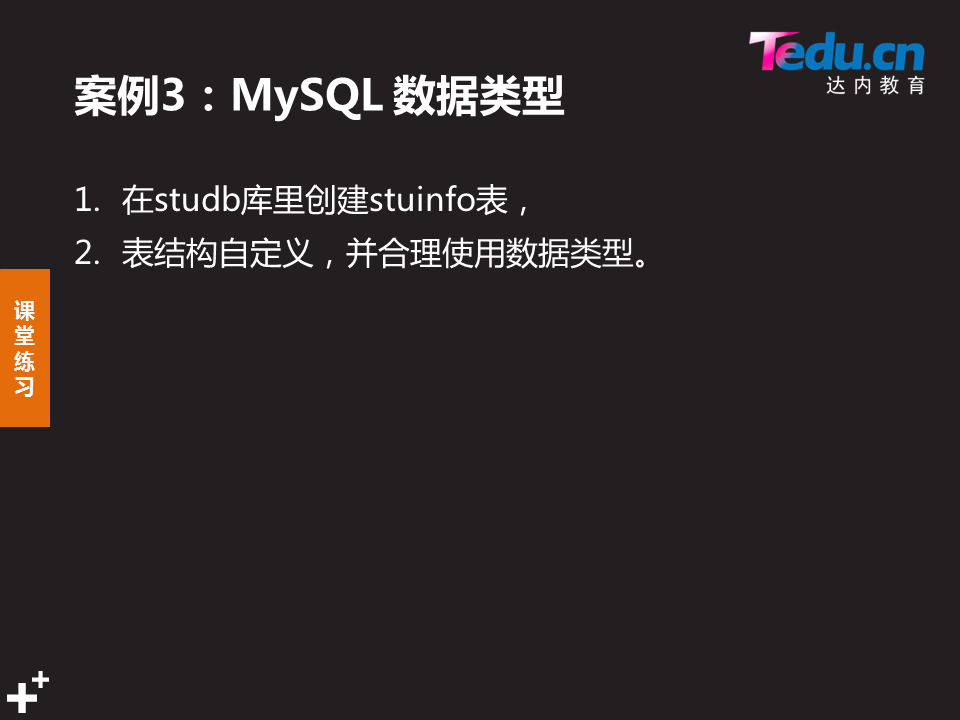 Tedu.cn
达内教育
案例3：MySQL 数据类型
1. 在studb库里创建stuinfo表，
2. 表结构自定义，并合理使用数据类型。
课
堂
练
习